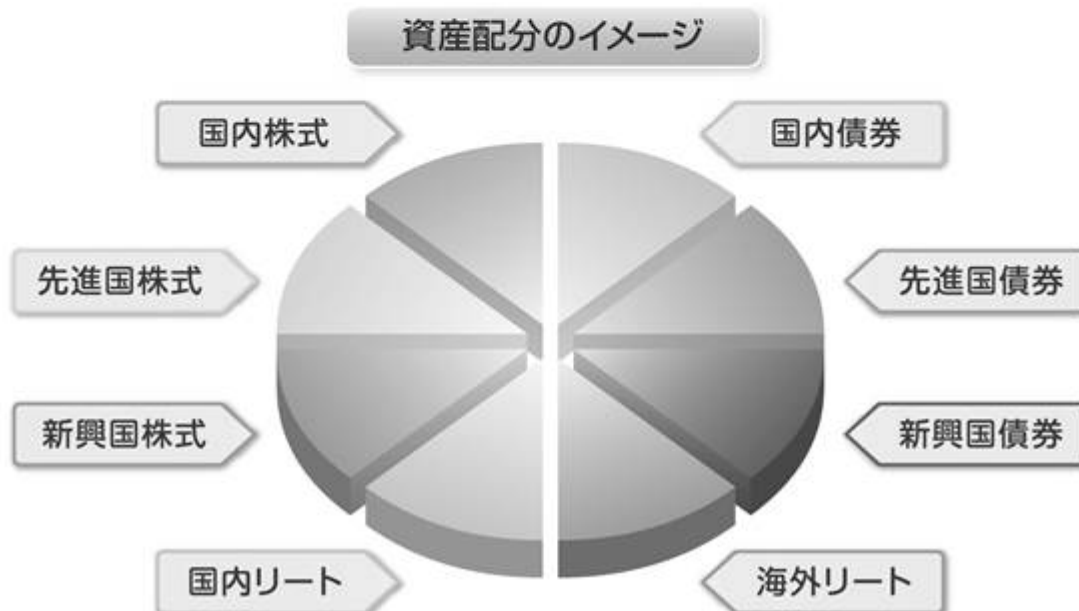 資産配分のイメージ
国内株式
国内債券
先進国株式
先進国債券
新興国株式
新興国債券
国内リート
海外リート